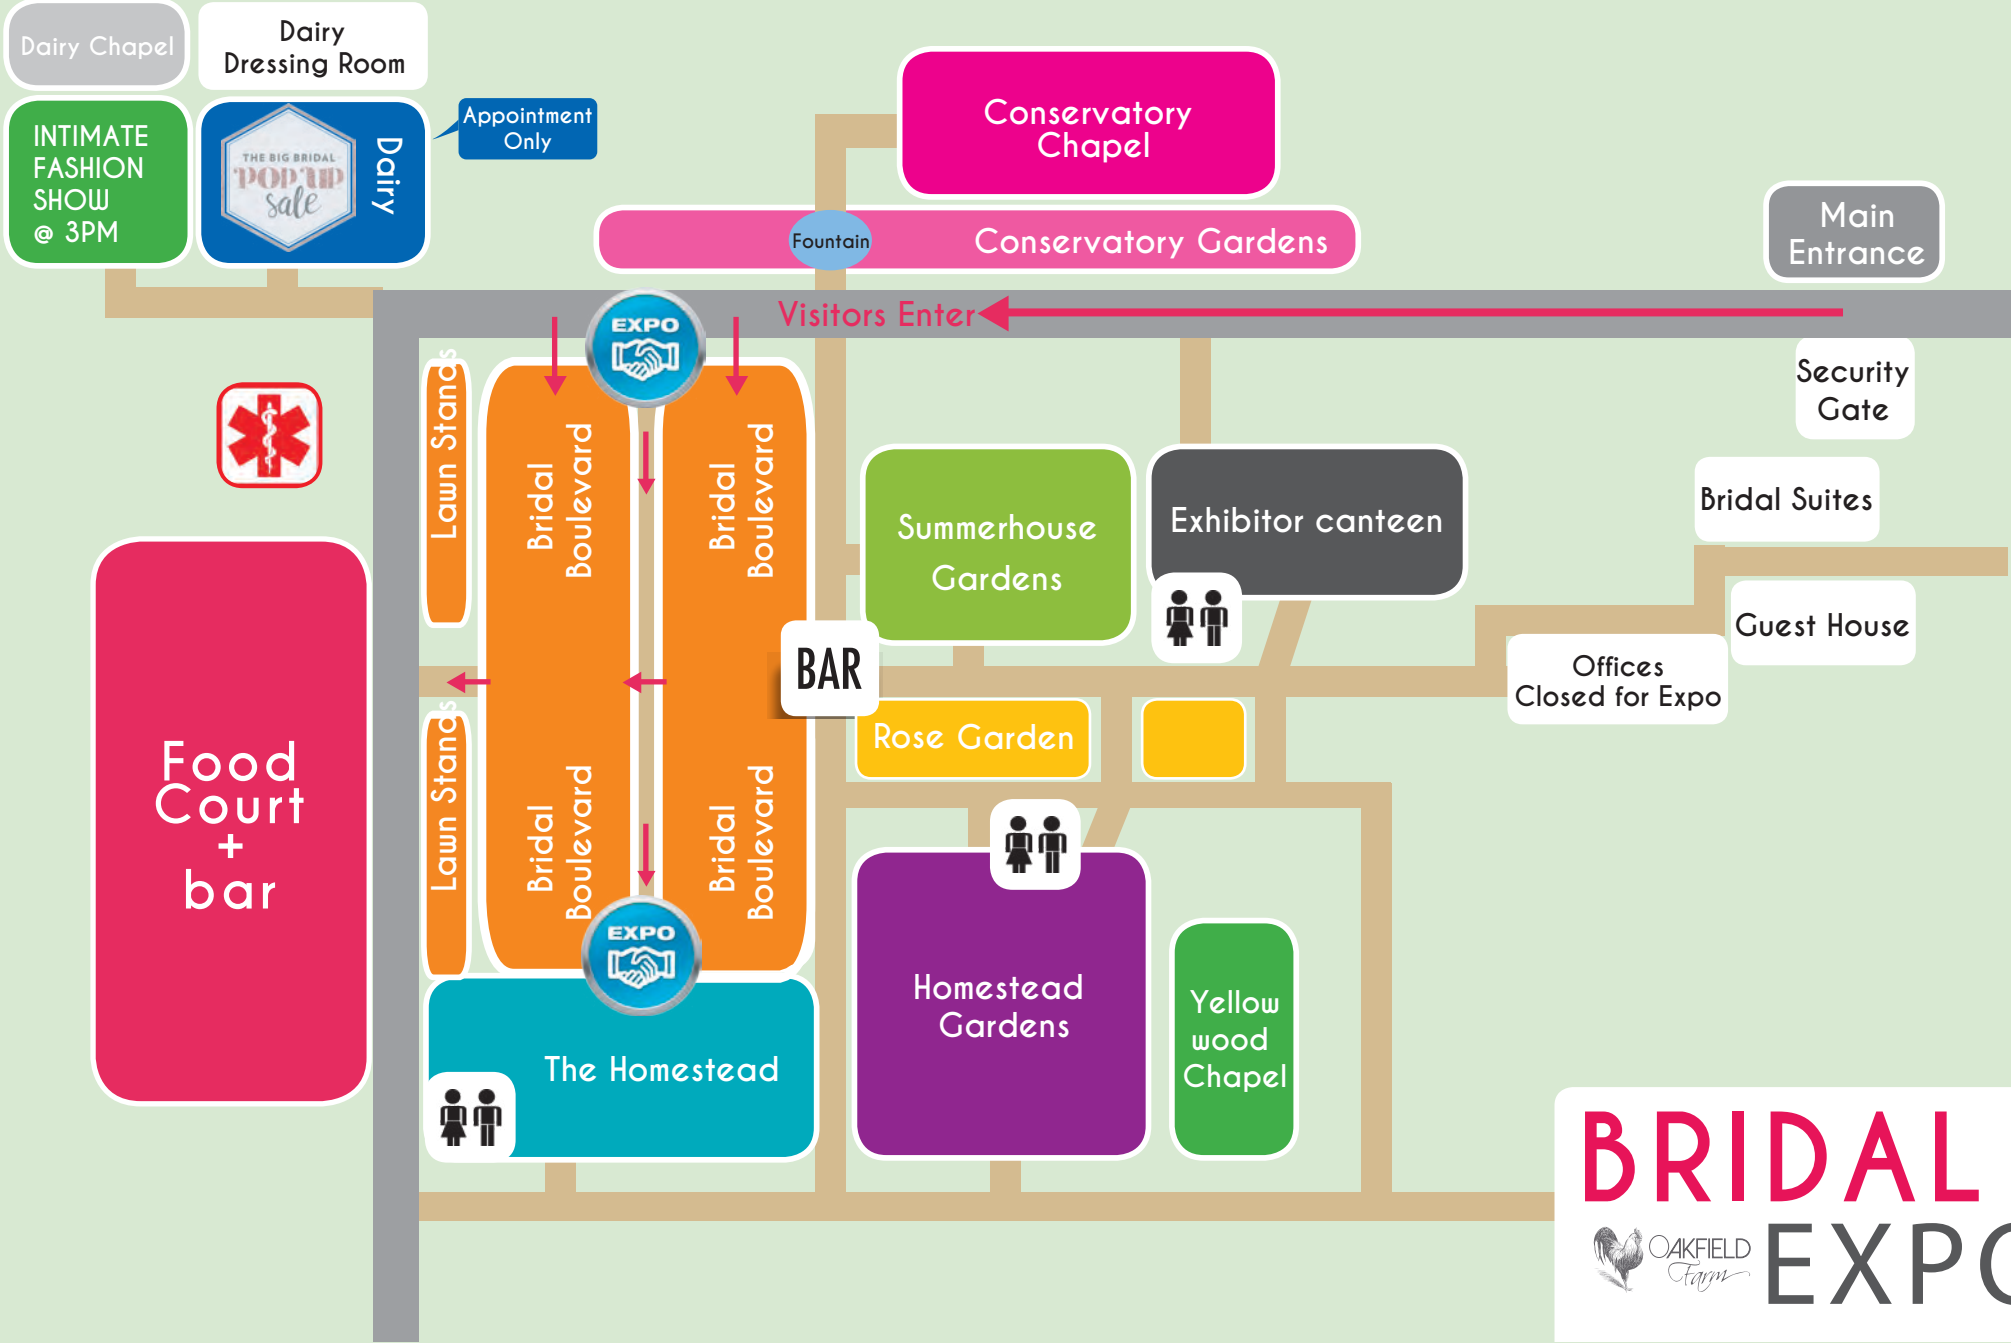 Dairy Chapel
Dairy
Dressing Room
INTIMATE
FASHION
SHOW
@ 3PM
THE BIG BRIDAL
POP UP
Sale
Dairy
Appointment
Only
Conservatory
Chapel
Fountain
Conservatory Gardens
Main
Entrance
Visitors Enter
EXPO
Security
Gate
Lawn Stands
Bridal
Boulevard
Bridal
Boulevard
Summerhouse
Gardens
Exhibitor canteen
Bridal Suites
Guest House
Offices
Closed for Expo
BAR
Rose Garden
Food
Court
+
bar
Lawn Stands
Bridal
Boulevard
Bridal
Boulevard
EXPO
The Homestead
Homestead
Gardens
Yellow
wood
Chapel
BRIDAL
OAKFIELD
Farm
EXPO